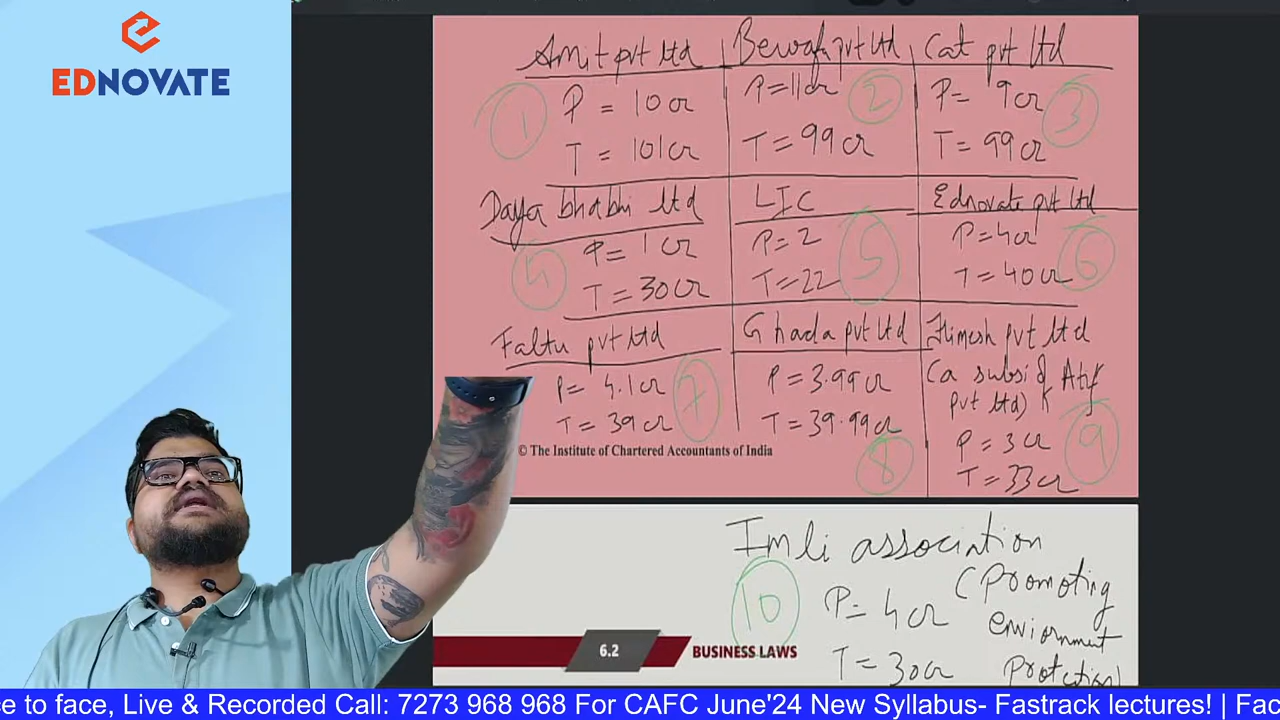 EDNOVATE
Amit pvt ltd
1
P = 10 cr
T = 101 cr
Bewafa pvt ltd
P = 11 cr
2
T = 99 cr
Cat pvt ltd
P = 9 cr
3
T = 99 cr
Daya bhabhi ltd
4
P = 1 cr
T = 30 cr
LIC
P = 2
5
T = 22
Ednovate pvt ltd
P = 4 cr
6
T = 40 cr
Faltu pvt ltd
P = 4.1 cr
7
T = 39 cr
Ghada pvt ltd
P = 3.99 cr
T = 39.99 cr
8
Himesh pvt ltd
(a subsi of Atif
pvt ltd)
9
P = 3 cr
T = 33 cr
© The Institute of Chartered Accountants of India
Imli association
10
(Promoting
P = 4 cr
enviornment
T = 30 cr
protection)
6.2
BUSINESS LAWS
ce to face, Live & Recorded Call: 7273 968 968 For CAFC June'24 New Syllabus- Fastrack lectures! | Fac